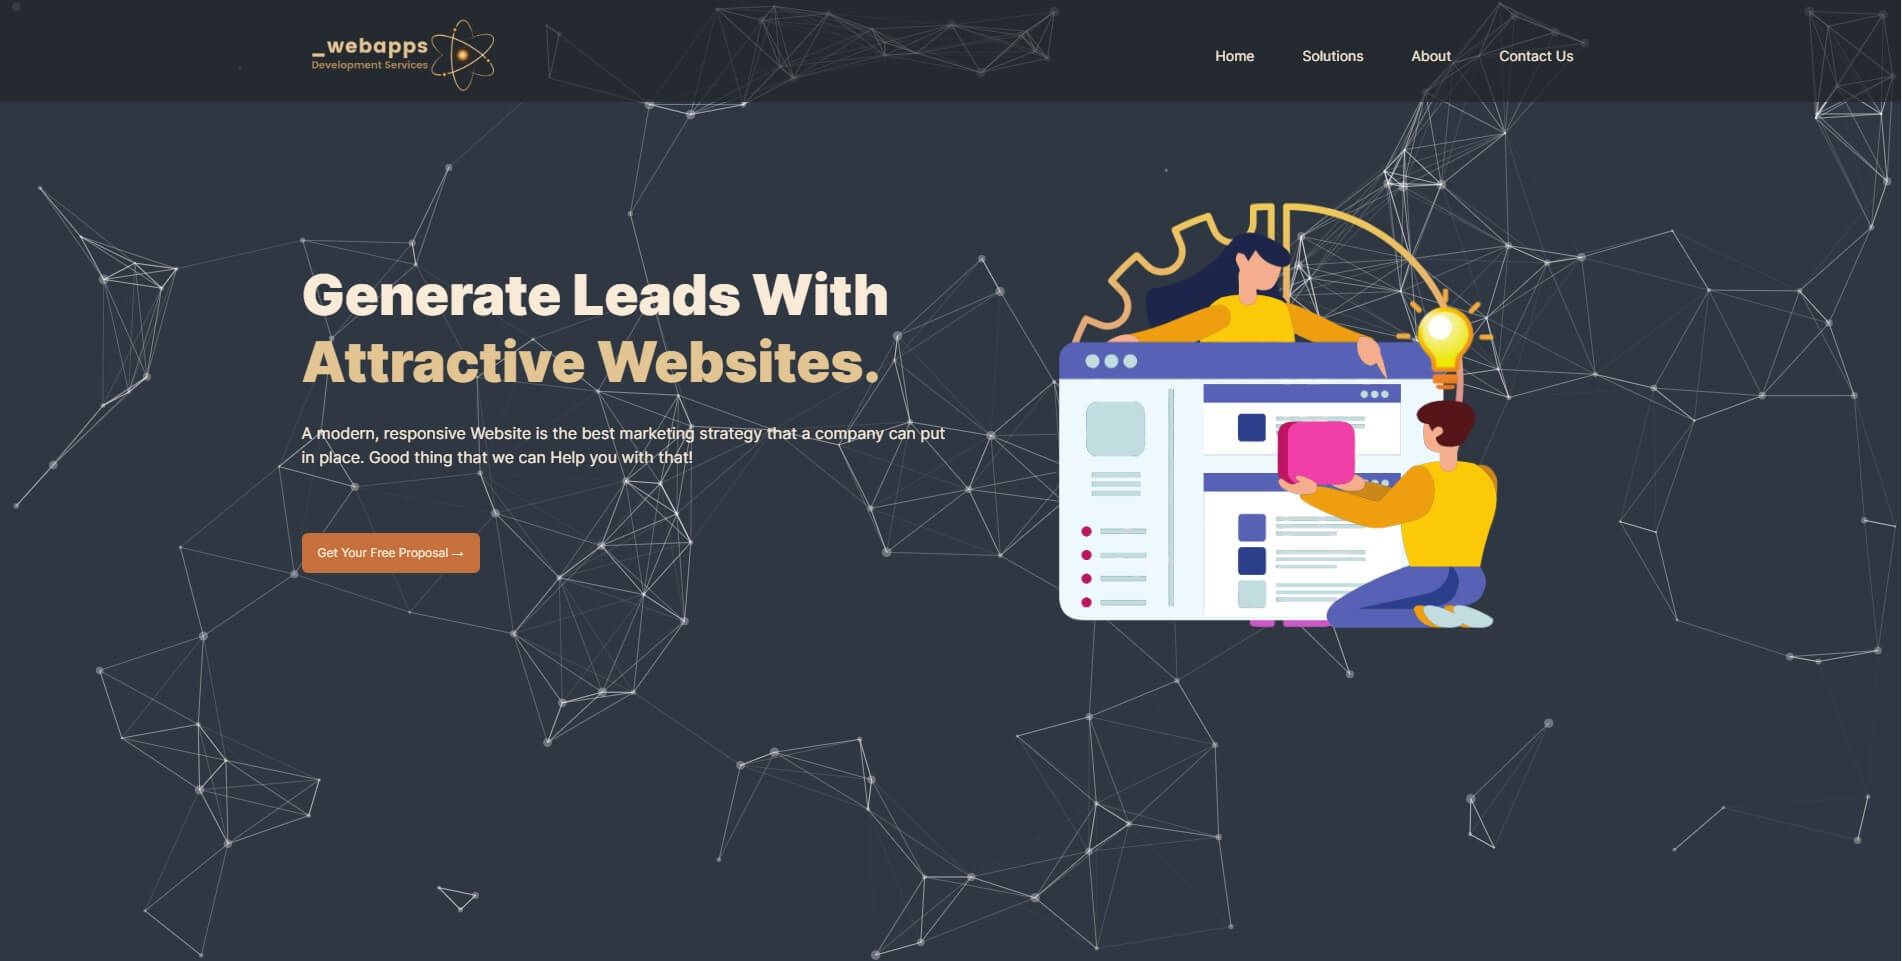 _webapps
Development Services
Home
Solutions
About
Contact Us
Generate Leads With
Attractive Websites.
A modern, responsive Website is the best marketing strategy that a company can put
in place. Good thing that we can Help you with that!
Get Your Free Proposal →